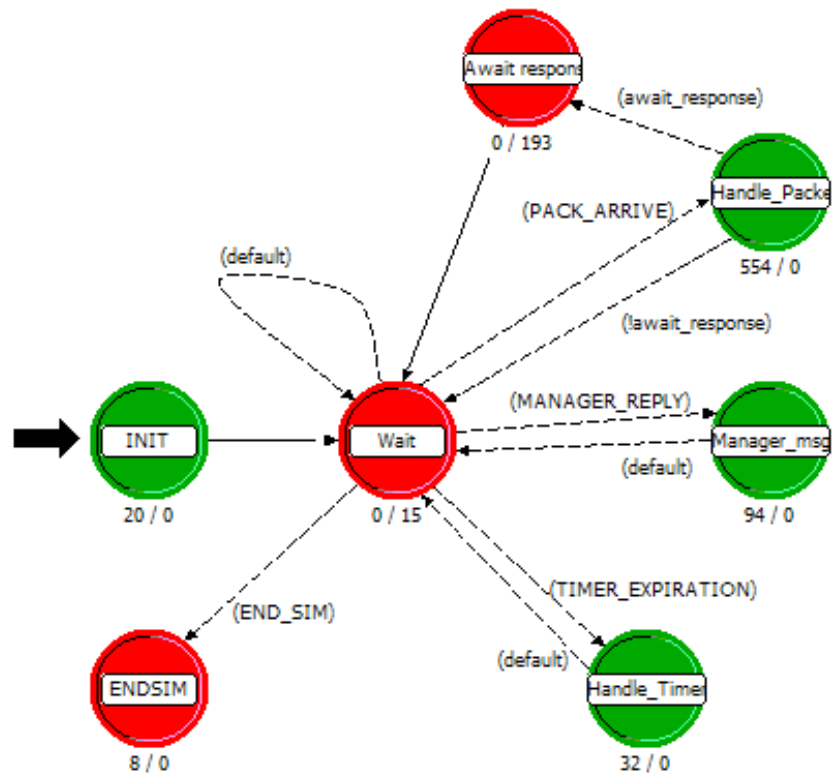 Await respons
0 / 193
(await_response)
Handle_Packe
554 / 0
(PACK_ARRIVE)
(!await_response)
(default)
INIT
20 / 0
Wait
0 / 15
(MANAGER_REPLY)
Manager_msg
(default)
94 / 0
(END_SIM)
(TIMER_EXPIRATION)
(default)
ENDSIM
8 / 0
Handle_Timer
32 / 0